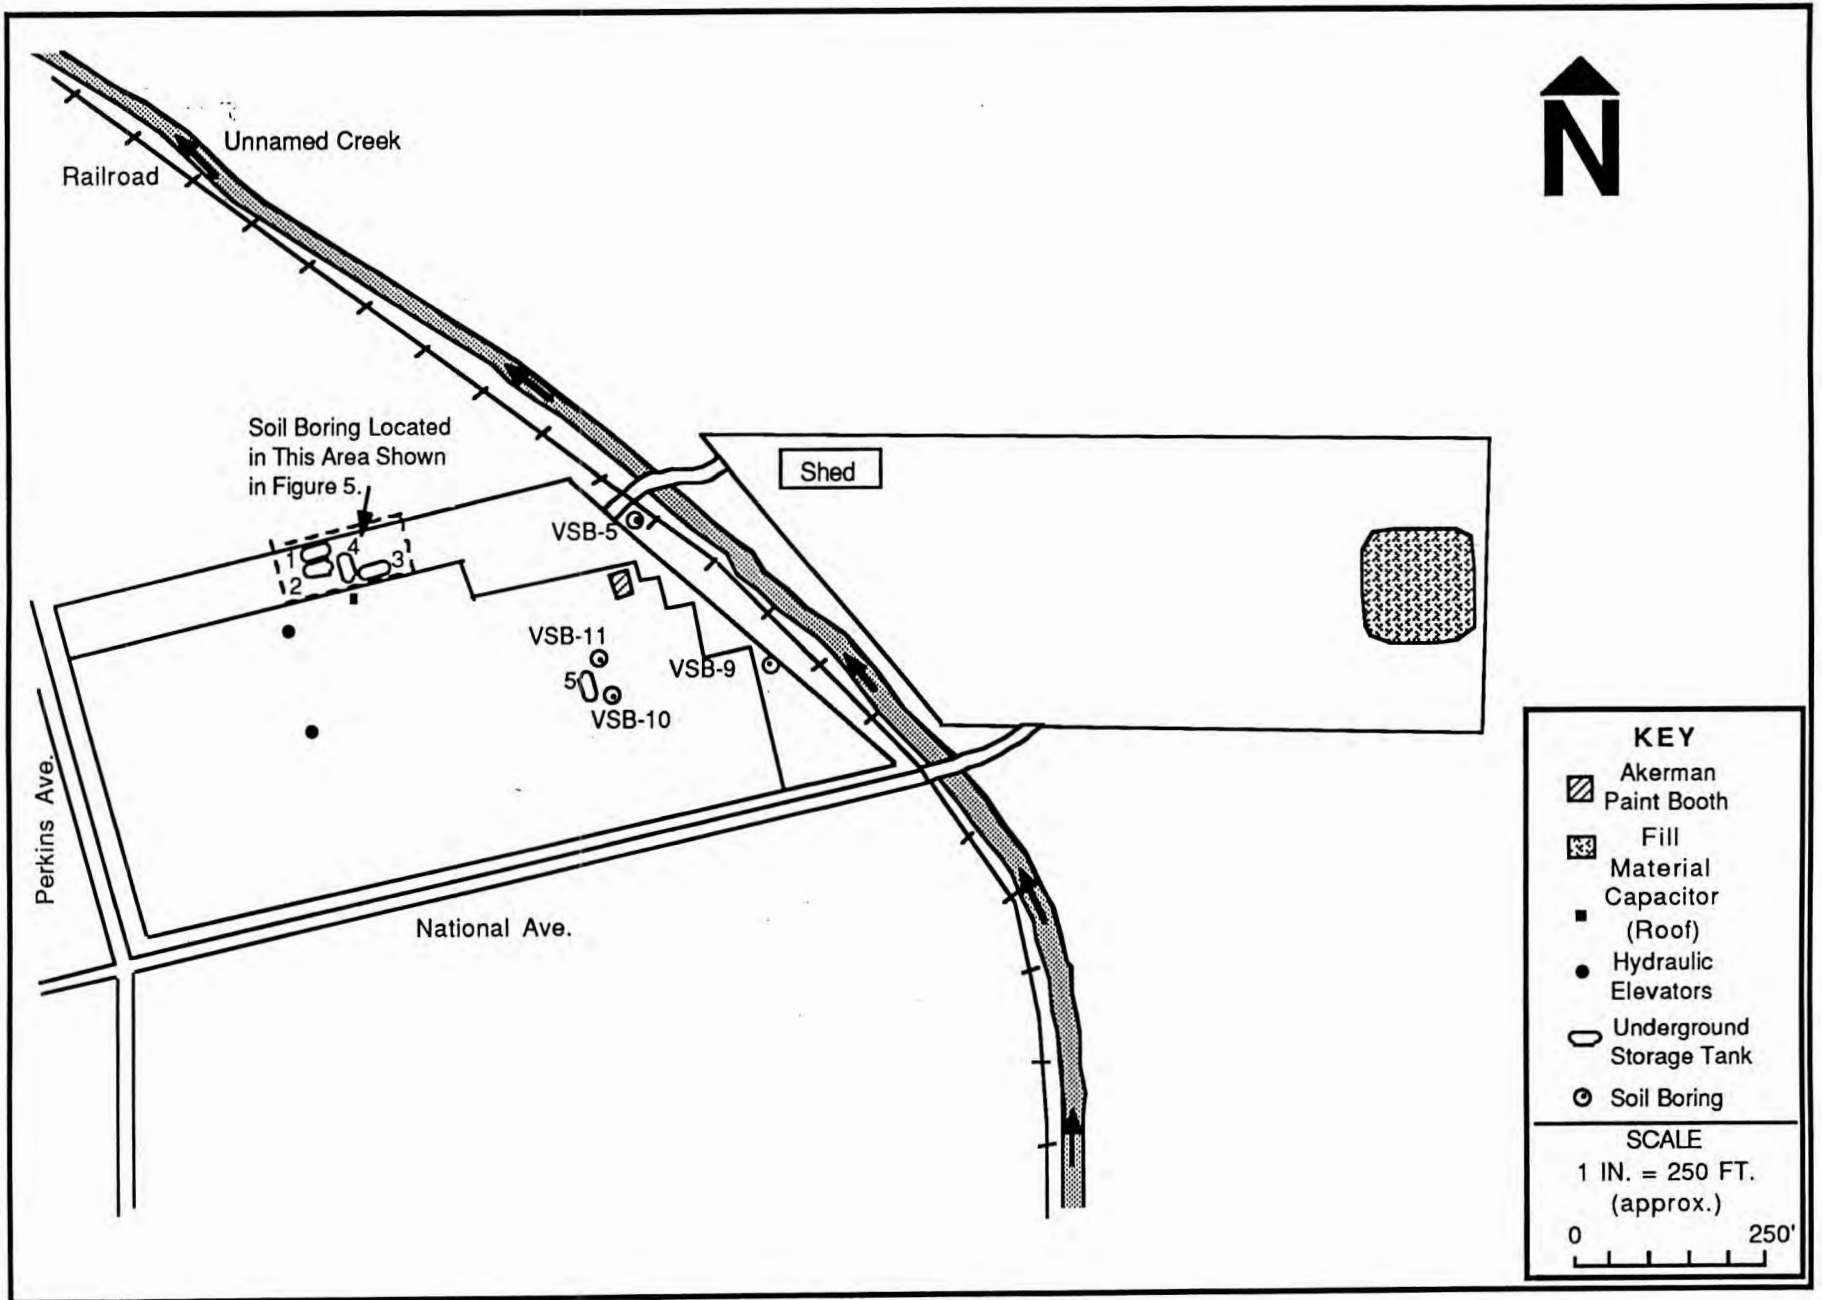 N
Unnamed Creek
Railroad
Soil Boring Located
in This Area Shown
in Figure 5.
Shed
VSB-5
1
4
3
2
VSB-11
VSB-9
5
VSB-10
Perkins Ave.
National Ave.
KEY
Akerman
Paint Booth
Fill
Material
Capacitor
(Roof)
Hydraulic
Elevators
Underground
Storage Tank
Soil Boring
SCALE
1 IN. = 250 FT.
(approx.)
0 250'